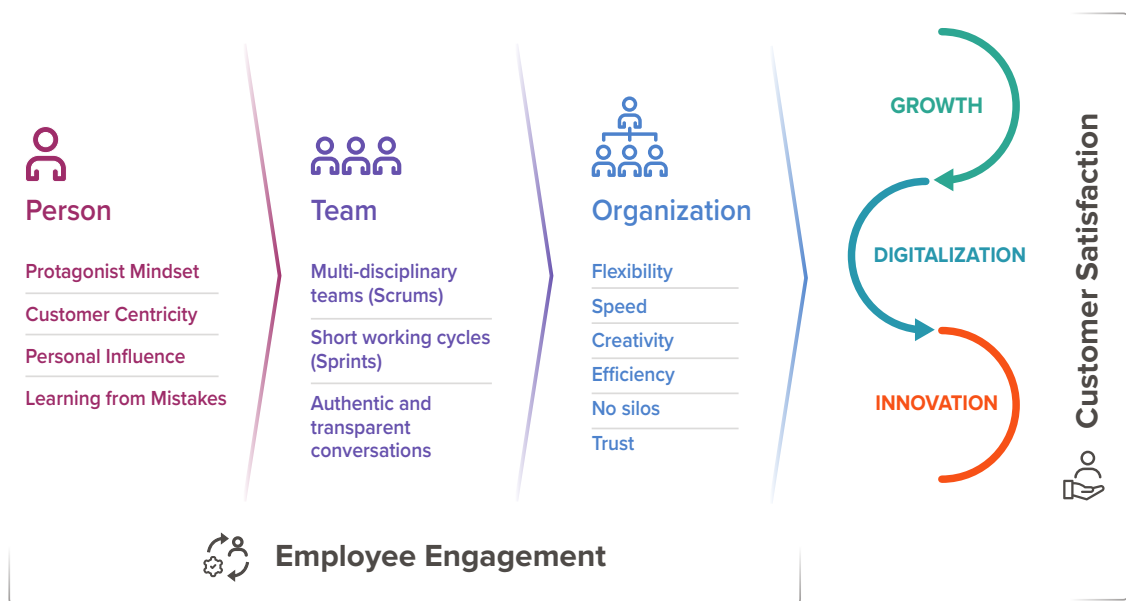 Person
Protagonist Mindset
Customer Centricity
Personal Influence
Learning from Mistakes
Team
Multi-disciplinary
teams (Scrums)
Short working cycles
(Sprints)
Authentic and
transparent
conversations
Organization
Flexibility
Speed
Creativity
Efficiency
No silos
Trust
GROWTH
DIGITALIZATION
INNOVATION
Customer Satisfaction
Employee Engagement